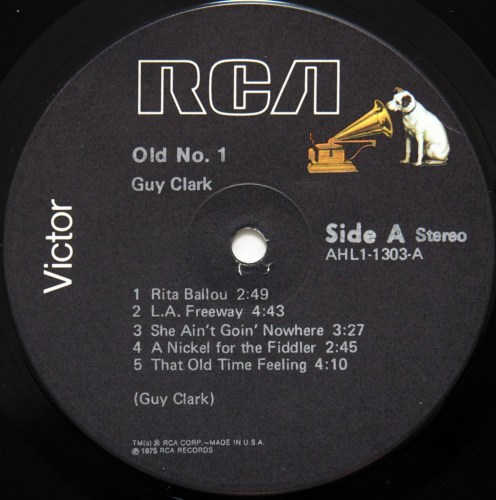 RCA
Old No. 1
Guy Clark
Victor
Side A Stereo
AHL1-1303-A
1 Rita Ballou 2:49
2 L.A. Freeway 4:43
3 She Ain't Goin' Nowhere 3:27
4 A Nickel for the Fiddler 2:45
5 That Old Time Feeling 4:10
(Guy Clark)
TM(s) ® RCA CORP.—MADE IN U.S.A.
℗ 1975 RCA RECORDS